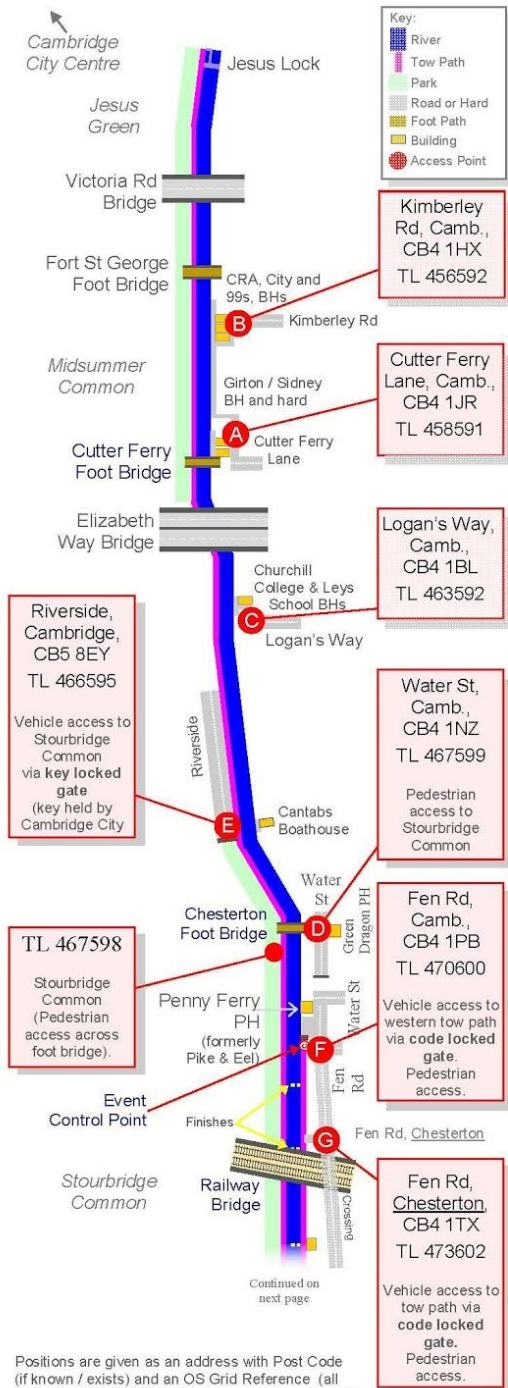 Cambridge
City Centre
Jesus Lock
Jesus
Green
Key:
River
Tow Path
Park
Road or Hard
Foot Path
Building
Access Point
Victoria Rd
Bridge
Kimberley
Rd, Camb.,
CB4 1HX
TL 456592
Fort St George
Foot Bridge
CRA, City and
99s, BHs
B
Kimberley Rd
Midsummer
Common
Girton / Sidney
BH and hard
A
Cutter Ferry
Lane
Cutter Ferry
Lane, Camb.,
CB4 1JR
TL 458591
Cutter Ferry
Foot Bridge
Elizabeth
Way Bridge
Churchill
College & Leys
School BHs
C
Logan's Way
Logan's Way,
Camb.,
CB4 1BL
TL 463592
Riverside,
Cambridge,
CB5 8EY
TL 466595
Vehicle access to
Stourbridge
Common
via key locked
gate
(key held by
Cambridge City
Riverside
E
Cantabs
Boathouse
Water St,
Camb.,
CB4 1NZ
TL 467599
Pedestrian
access to
Stourbridge
Common
Water
St
Chesterton
Foot Bridge
D
Green
Dragon PH
TL 467598
Stourbridge
Common
(Pedestrian
access across
foot bridge).
Penny Ferry
PH
(formerly
Pike & Eel)
Water St
F
Fen
Rd
Fen Rd,
Camb.,
CB4 1PB
TL 470600
Vehicle access to
western tow path
via code locked
gate.
Pedestrian
access.
Event
Control Point
Finishes
G
Fen Rd, Chesterton
Stourbridge
Common
Railway
Bridge
Crossing
Fen Rd,
Chesterton,
CB4 1TX
TL 473602
Vehicle access to
tow path via
code locked
gate.
Pedestrian
access.
Continued on
next page
Positions are given as an address with Post Code
(if known / exists) and an OS Grid Reference (all